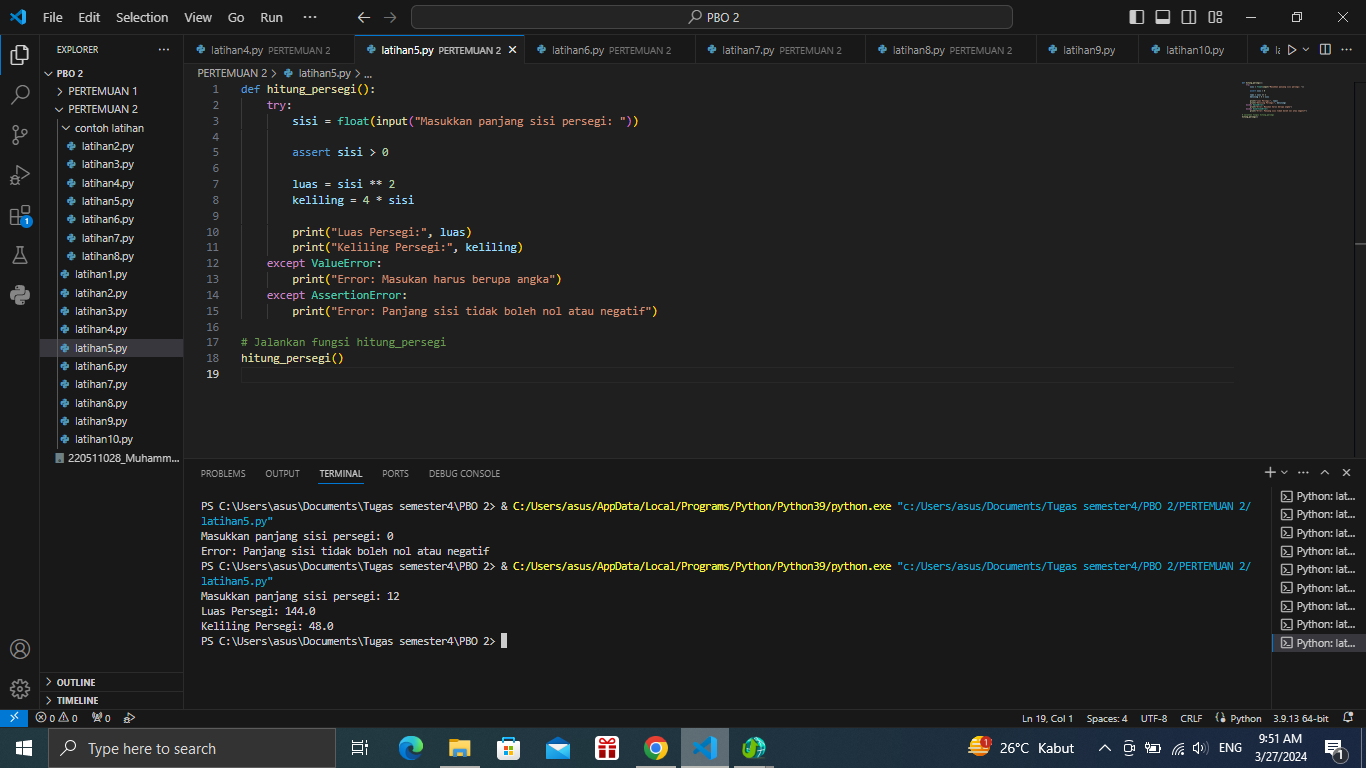 File Edit Selection View Go Run ··· PBO 2
EXPLORER ···
PBO 2
PERTEMUAN 1
PERTEMUAN 2
contoh latihan
latihan2.py
latihan3.py
latihan4.py
latihan5.py
latihan6.py
latihan7.py
latihan8.py
latihan1.py
latihan2.py
latihan3.py
latihan4.py
latihan5.py
latihan6.py
latihan7.py
latihan8.py
latihan9.py
latihan10.py
220511028_Muhamm...
OUTLINE
TIMELINE
1
latihan4.py PERTEMUAN 2 latihan5.py PERTEMUAN 2 latihan6.py PERTEMUAN 2 latihan7.py PERTEMUAN 2 latihan8.py PERTEMUAN 2 latihan9.py latihan10.py
PERTEMUAN 2 > latihan5.py > ...
1 def hitung_persegi():
2 try:
3 sisi = float(input("Masukkan panjang sisi persegi: "))
4
5 assert sisi > 0
6
7 luas = sisi ** 2
8 keliling = 4 * sisi
9
10 print("Luas Persegi:", luas)
11 print("Keliling Persegi:", keliling)
12 except ValueError:
13 print("Error: Masukan harus berupa angka")
14 except AssertionError:
15 print("Error: Panjang sisi tidak boleh nol atau negatif")
16
17 # Jalankan fungsi hitung_persegi
18 hitung_persegi()
19
PROBLEMS OUTPUT TERMINAL PORTS DEBUG CONSOLE
PS C:\Users\asus\Documents\Tugas semester4\PBO 2> & C:/Users/asus/AppData/Local/Programs/Python/Python39/python.exe "c:/Users/asus/Documents/Tugas semester4/PBO 2/PERTEMUAN 2/
latihan5.py"
Masukkan panjang sisi persegi: 0
Error: Panjang sisi tidak boleh nol atau negatif
PS C:\Users\asus\Documents\Tugas semester4\PBO 2> & C:/Users/asus/AppData/Local/Programs/Python/Python39/python.exe "c:/Users/asus/Documents/Tugas semester4/PBO 2/PERTEMUAN 2/
latihan5.py"
Masukkan panjang sisi persegi: 12
Luas Persegi: 144.0
Keliling Persegi: 48.0
PS C:\Users\asus\Documents\Tugas semester4\PBO 2>
Python: lat...
Python: lat...
Python: lat...
Python: lat...
Python: lat...
Python: lat...
Python: lat...
Python: lat...
Python: lat...
0 0 0 Ln 19, Col 1 Spaces: 4 UTF-8 CRLF Python 3.9.13 64-bit
Type here to search 1 26°C Kabut ENG 9:51 AM
3/27/2024 1